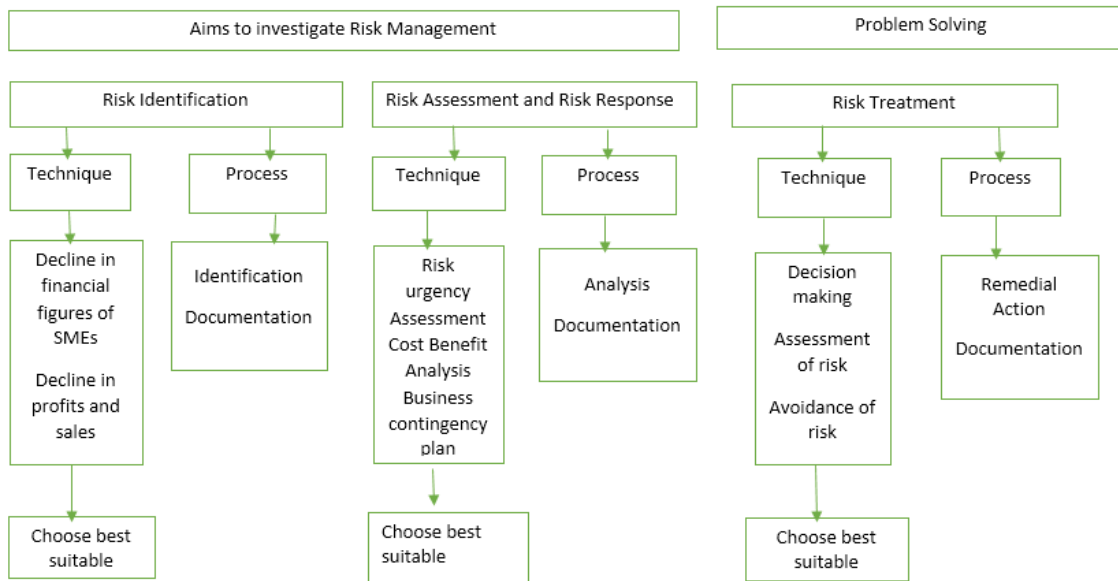 Aims to investigate Risk Management
Problem Solving
Risk Identification
Risk Assessment and Risk Response
Risk Treatment
Technique
Process
Technique
Process
Technique
Process
Decline in
financial
figures of
SMEs
Decline in
profits and
sales
Identification
Documentation
Risk
urgency
Assessment
Cost Benefit
Analysis
Business
contingency
plan
Analysis
Documentation
Decision
making
Assessment
of risk
Avoidance of
risk
Remedial
Action
Documentation
Choose best
suitable
Choose best
suitable
Choose best
suitable